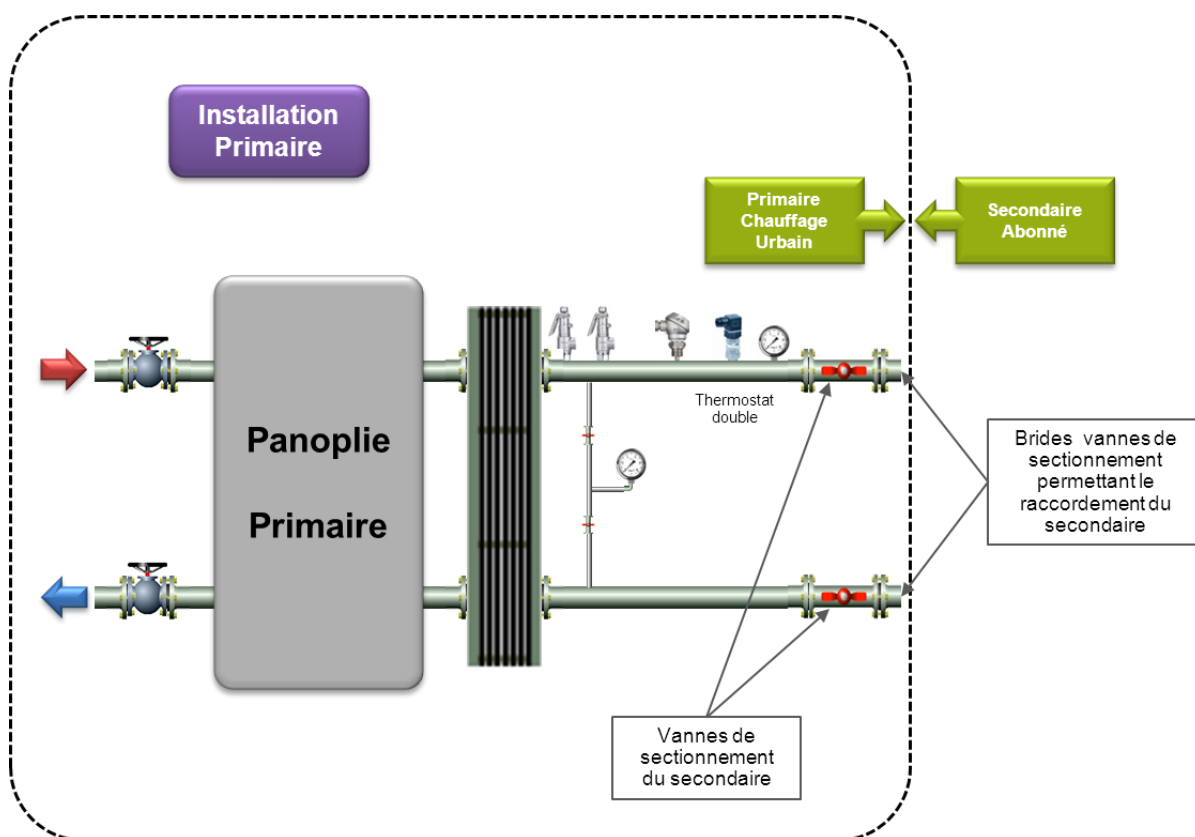 Installation
Primaire
Primaire
Chauffage
Urbain
Secondaire
Abonné
Panoplie
Primaire
Thermostat
double
Brides vannes de
sectionnement
permettant le
raccordement du
secondaire
Vannes de
sectionnement
du secondaire